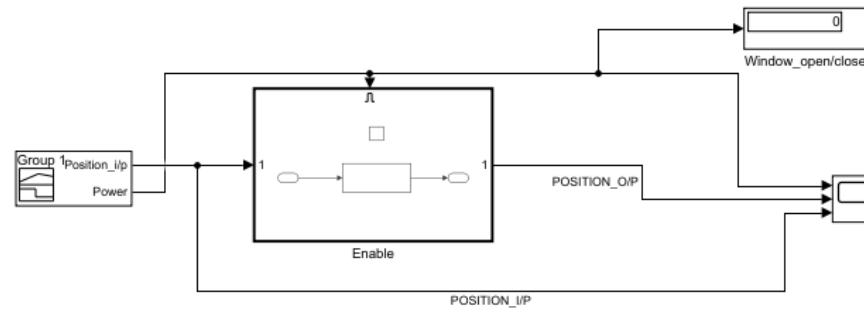 0
Window_open/close
Group 1
Position_i/p
Power
1
1
POSITION_O/P
Enable
POSITION_I/P